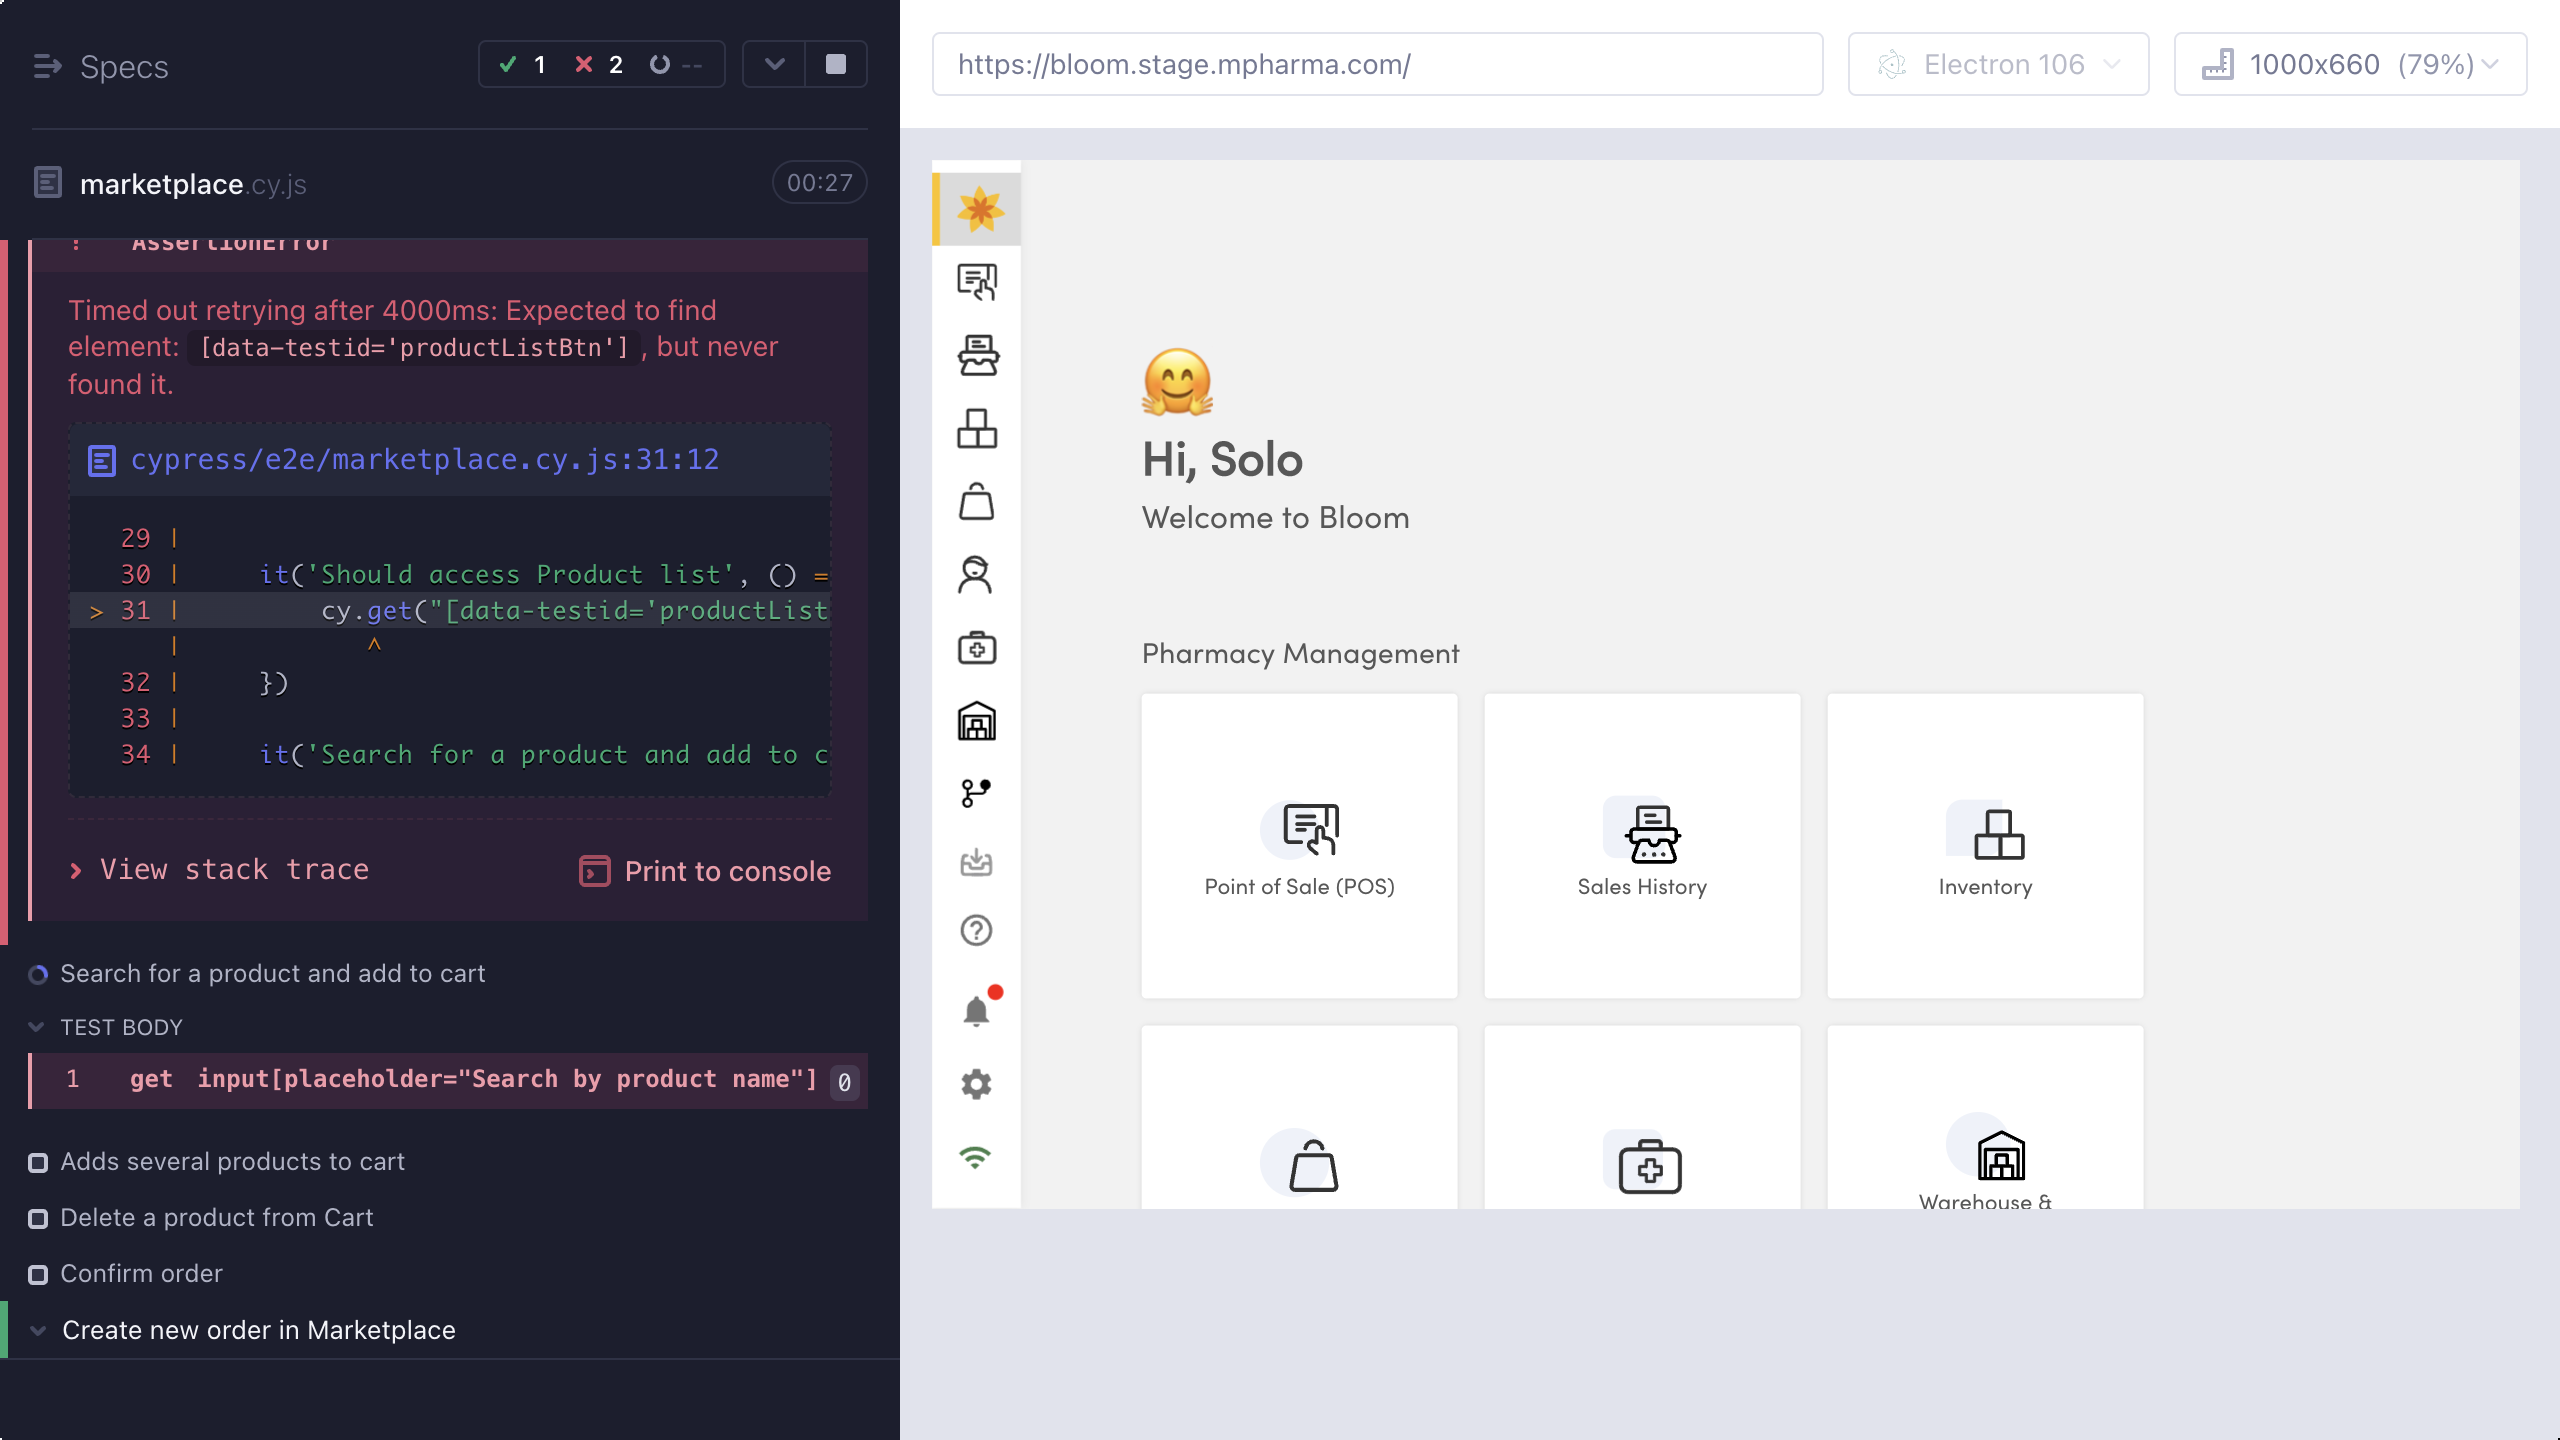 Specs
1 2 --
marketplace.cy.js
00:27
! AssertionError
Timed out retrying after 4000ms: Expected to find
element: [data-testid='productListBtn'], but never
found it.
cypress/e2e/marketplace.cy.js:31:12
29 |
30 | it('Should access Product list', () =
> 31 | cy.get("[data-testid='productList
| ^
32 | })
33 |
34 | it('Search for a product and add to c
View stack trace
Print to console
Search for a product and add to cart
TEST BODY
1 get input[placeholder="Search by product name"] 0
Adds several products to cart
Delete a product from Cart
Confirm order
Create new order in Marketplace
https://bloom.stage.mpharma.com/
Electron 106
1000x660 (79%)
Hi, Solo
Welcome to Bloom
Pharmacy Management
Point of Sale (POS)
Sales History
Inventory
Warehouse &